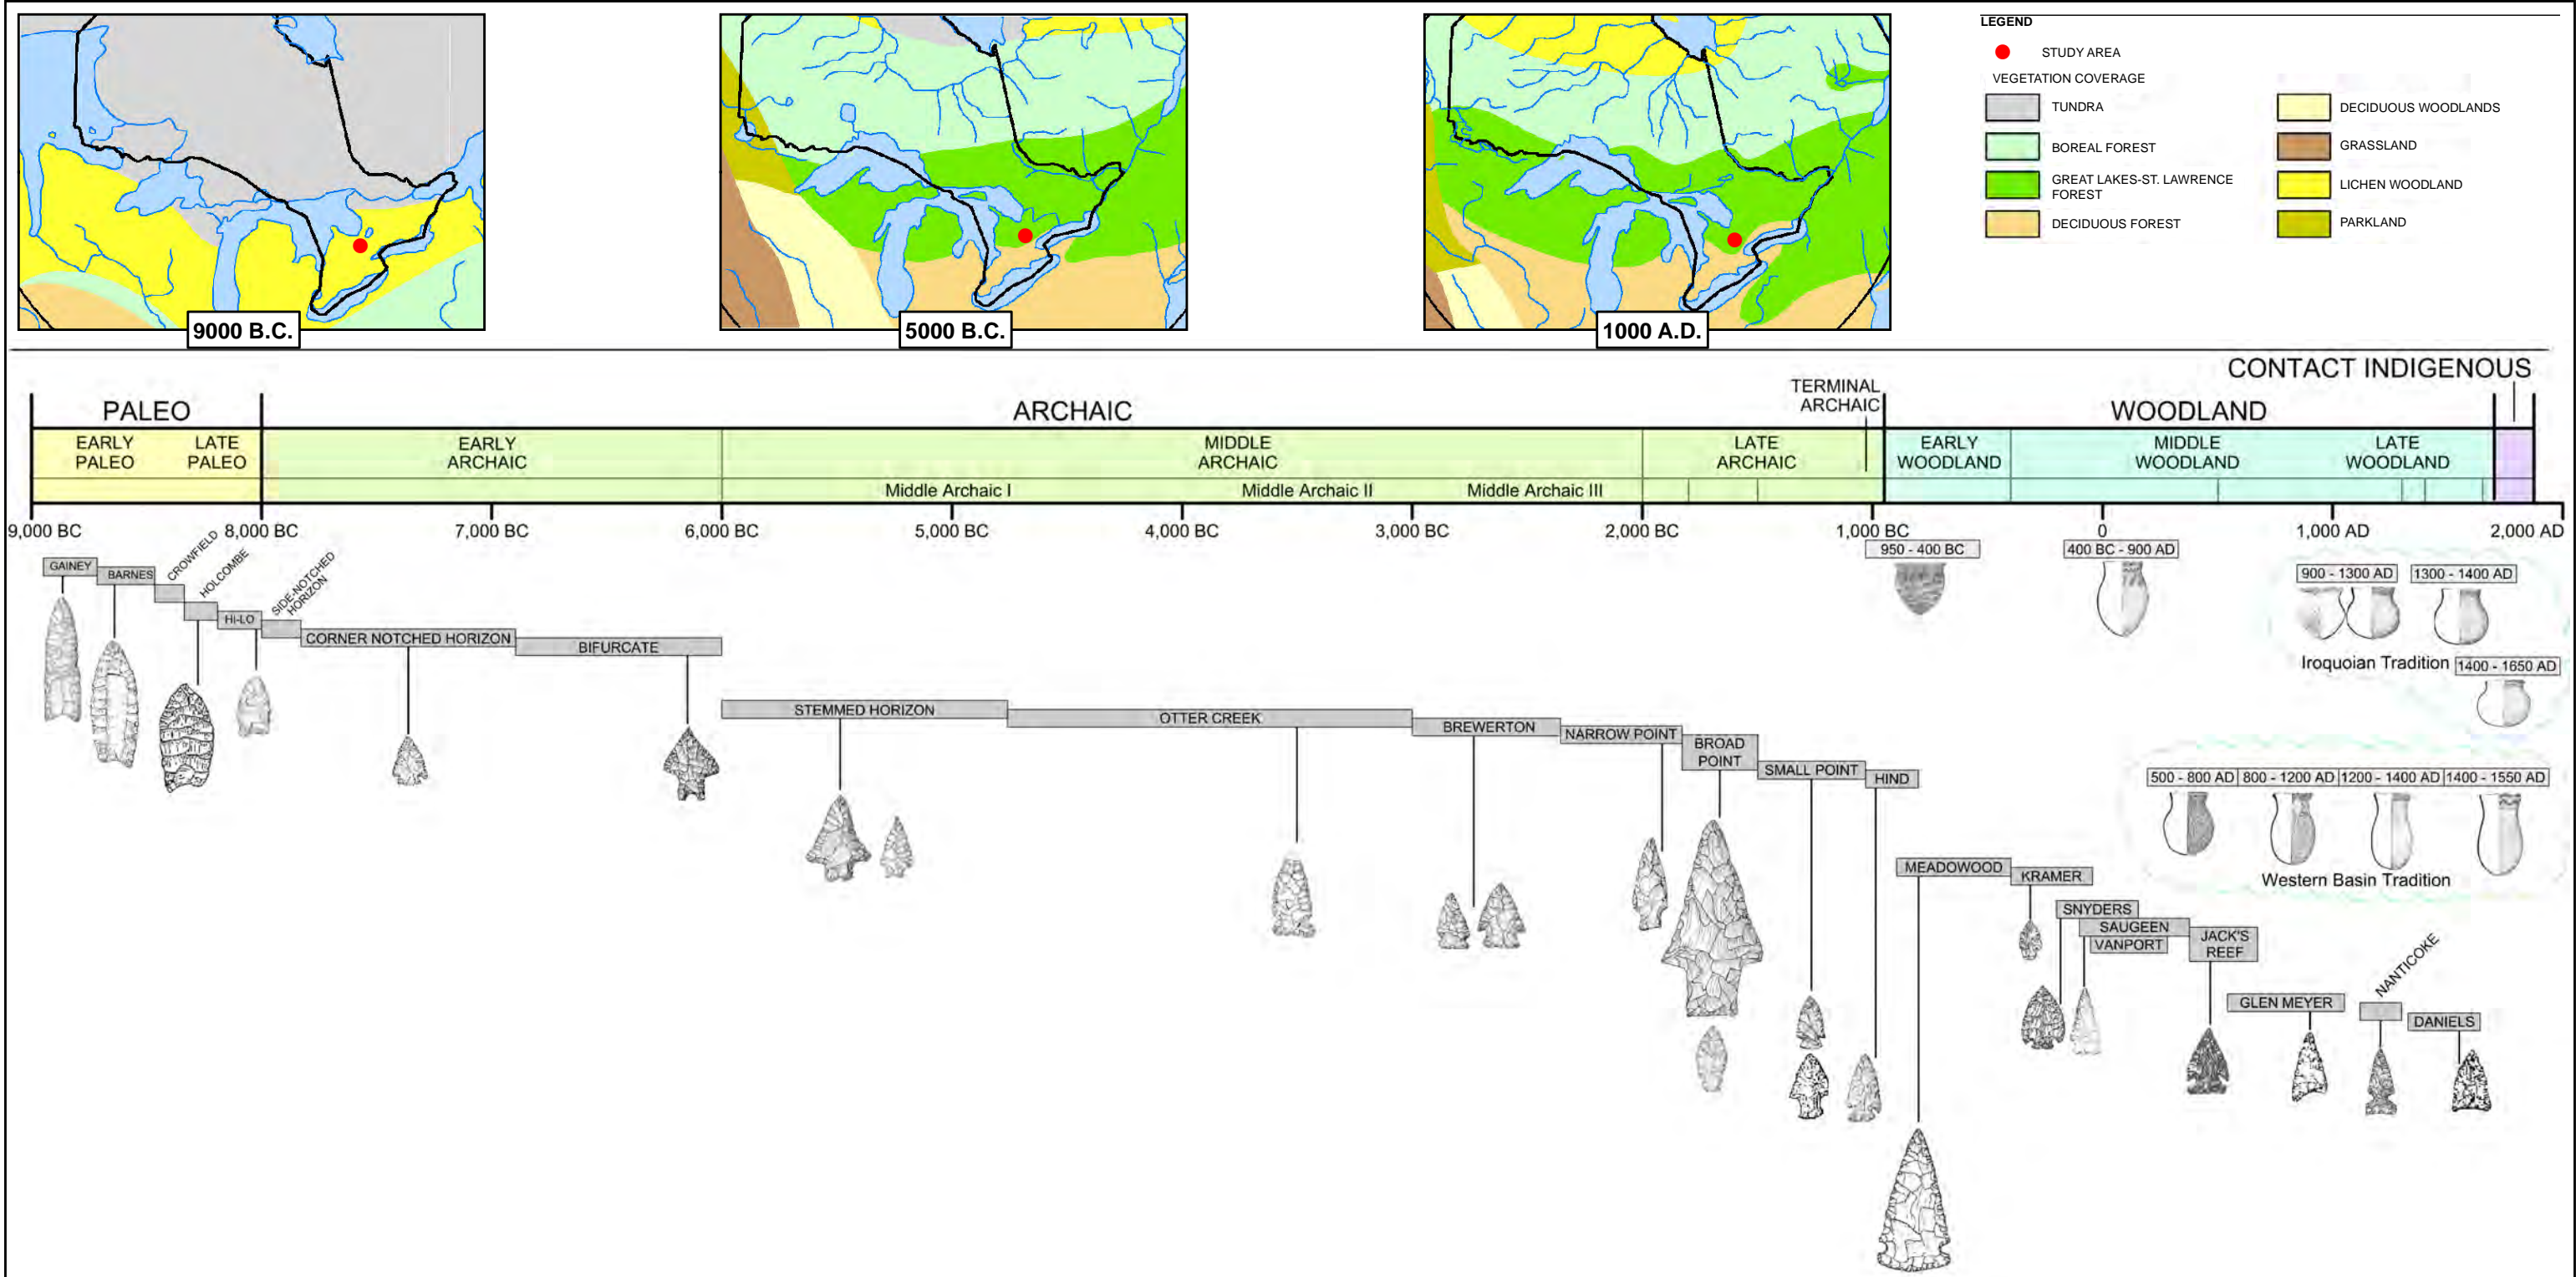 9000 B.C.
5000 B.C.
1000 A.D.
LEGEND
STUDY AREA
VEGETATION COVERAGE
TUNDRA
BOREAL FOREST
GREAT LAKES-ST. LAWRENCE
FOREST
DECIDUOUS FOREST
DECIDUOUS WOODLANDS
GRASSLAND
LICHEN WOODLAND
PARKLAND
CONTACT INDIGENOUS
PALEO
ARCHAIC
TERMINAL
ARCHAIC
WOODLAND
EARLY
PALEO
LATE
PALEO
EARLY
ARCHAIC
MIDDLE
ARCHAIC
LATE
ARCHAIC
EARLY
WOODLAND
MIDDLE
WOODLAND
LATE
WOODLAND
Middle Archaic I
Middle Archaic II
Middle Archaic III
9,000 BC
8,000 BC
7,000 BC
6,000 BC
5,000 BC
4,000 BC
3,000 BC
2,000 BC
1,000 BC
0
1,000 AD
2,000 AD
GAINEY
BARNES
CROWFIELD
HOLCOMBE
HI-LO
SIDE-NOTCHED
HORIZON
CORNER NOTCHED HORIZON
BIFURCATE
STEMMED HORIZON
OTTER CREEK
BREWERTON
NARROW POINT
BROAD
POINT
SMALL POINT
HIND
950 - 400 BC
400 BC - 900 AD
900 - 1300 AD
1300 - 1400 AD
Iroquoian Tradition
1400 - 1650 AD
500 - 800 AD
800 - 1200 AD
1200 - 1400 AD
1400 - 1550 AD
Western Basin Tradition
MEADOWOOD
KRAMER
SNYDERS
SAUGEEN
VANPORT
JACK'S
REEF
GLEN MEYER
NANTICOKE
DANIELS